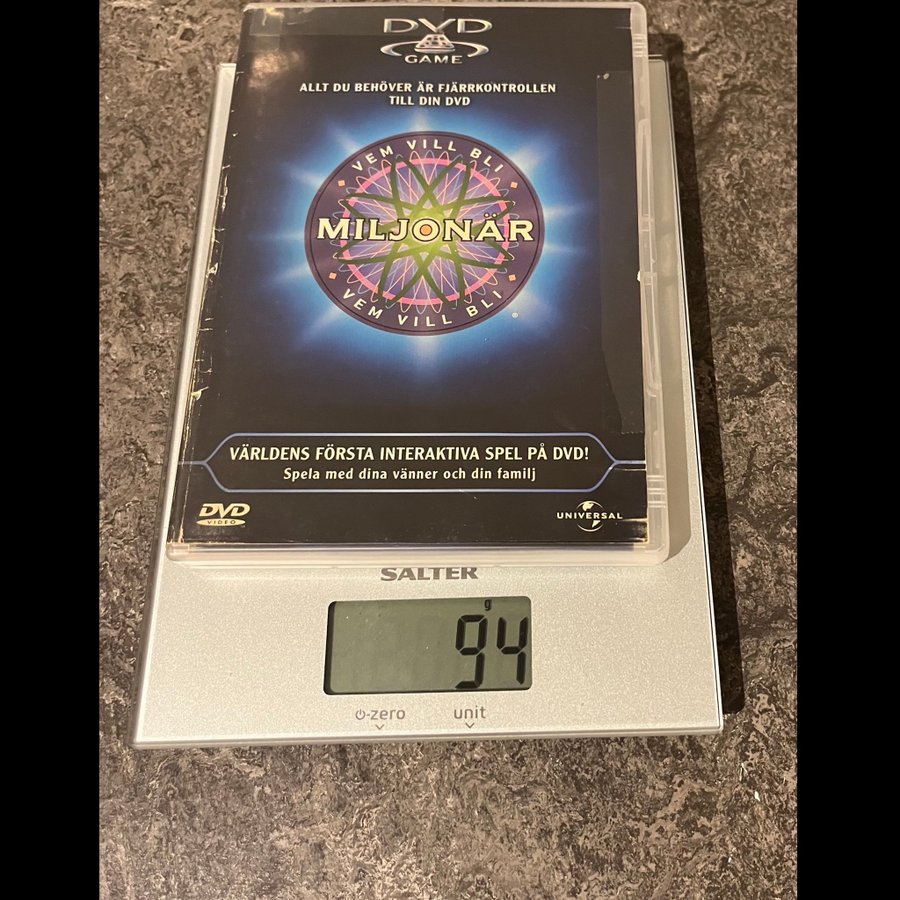 DVD
GAME
ALLT DU BEHÖVER ÄR FJÄRRKONTROLLEN
TILL DIN DVD
VEM VILL BLI
MILJONÄR
VEM VILL BLI
®
VÄRLDENS FÖRSTA INTERAKTIVA SPEL PÅ DVD!
Spela med dina vänner och din familj
DVD
VIDEO
UNIVERSAL
SALTER
g
94
-zero
unit